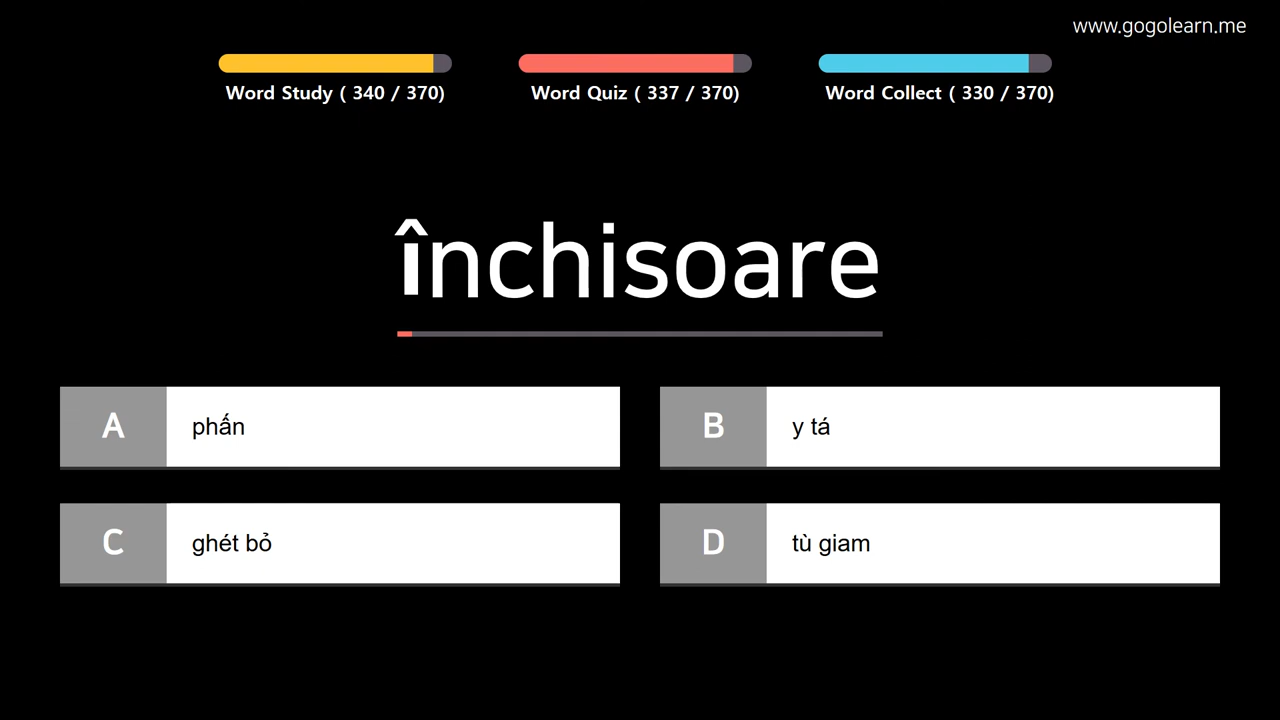 www.gogolearn.me
Word Study ( 340 / 370)
Word Quiz ( 337 / 370)
Word Collect ( 330 / 370)
închisoare
A phấn
B y tá
C ghét bỏ
D tù giam